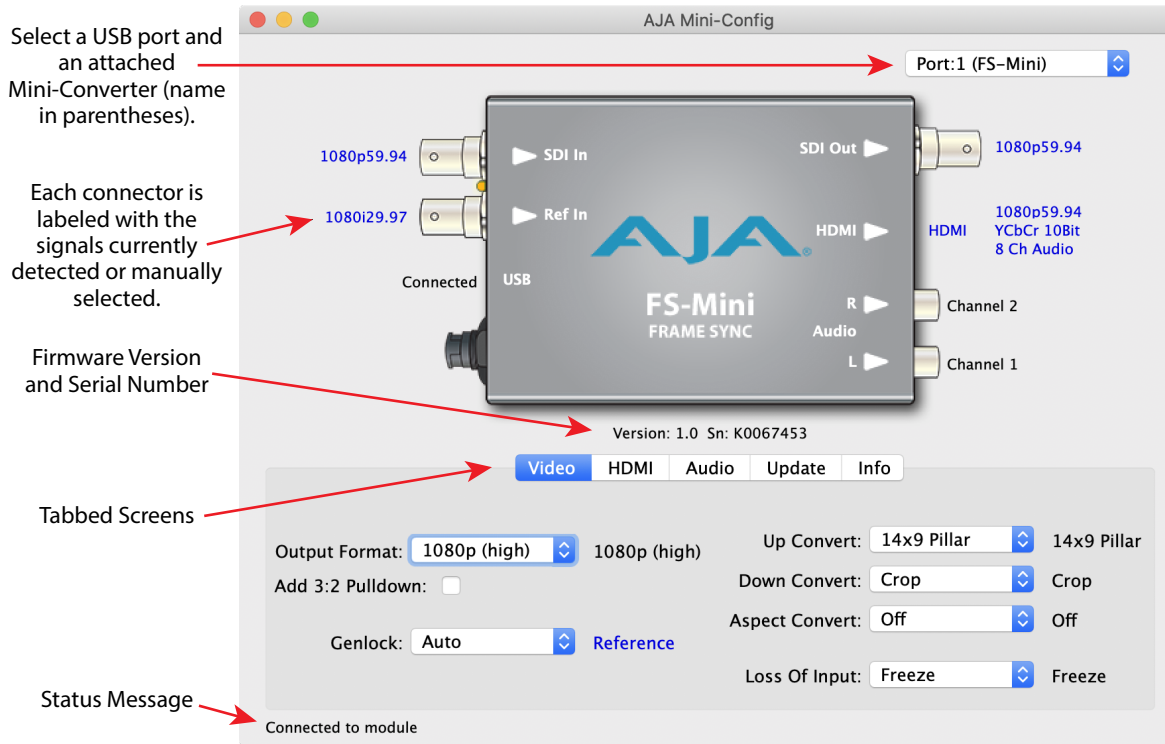 AJA Mini-Config
Select a USB port and
an attached
Mini-Converter (name
in parentheses).
Port:1 (FS-Mini)
1080p59.94
SDI In
SDI Out
1080p59.94
Each connector is
labeled with the
signals currently
detected or manually
selected.
1080i29.97
Ref In
AJA
HDMI
HDMI
1080p59.94
YCbCr 10Bit
8 Ch Audio
Connected
USB
FS-Mini
FRAME SYNC
R
Audio
L
Channel 2
Channel 1
Firmware Version
and Serial Number
Version: 1.0 Sn: K0067453
Video
HDMI
Audio
Update
Info
Tabbed Screens
Output Format: 1080p (high) 1080p (high)
Add 3:2 Pulldown:
Genlock: Auto Reference
Up Convert: 14x9 Pillar 14x9 Pillar
Down Convert: Crop Crop
Aspect Convert: Off Off
Loss Of Input: Freeze Freeze
Status Message
Connected to module